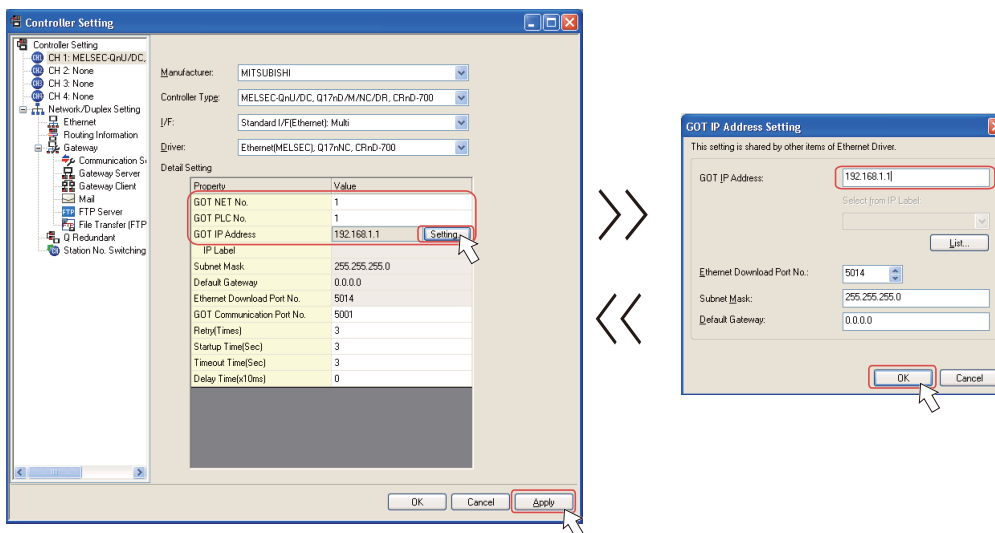 Controller Setting
Controller Setting
CH 1: MELSEC-QnU/DC,
CH 2: None
CH 3: None
CH 4: None
Network/Duplex Setting
Ethernet
Routing Information
Gateway
Communication S
Gateway Server
Gateway Client
Mail
FTP Server
File Transfer (FTP
Q Redundant
Station No. Switching
Manufacturer: MITSUBISHI
Controller Type: MELSEC-QnU/DC, Q17nD/M/NC/DR, CRnD-700
I/F: Standard I/F(Ethernet): Multi
Driver: Ethernet(MELSEC), Q17nNC, CRnD-700
Detail Setting
Property Value
GOT NET No. 1
GOT PLC No. 1
GOT IP Address 192.168.1.1 Setting
IP Label
Subnet Mask 255.255.255.0
Default Gateway 0.0.0.0
Ethernet Download Port No. 5014
GOT Communication Port No. 5001
Retry(Times) 3
Startup Time(Sec) 3
Timeout Time(Sec) 3
Delay Time(x10ms) 0
OK Cancel Apply
GOT IP Address Setting
This setting is shared by other items of Ethernet Driver.
GOT IP Address: 192.168.1.1
Select from IP Label:
List...
Ethernet Download Port No.: 5014
Subnet Mask: 255.255.255.0
Default Gateway: 0.0.0.0
OK Cancel